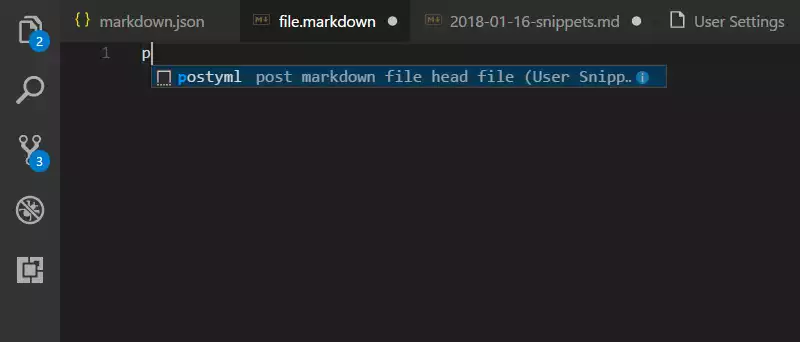 { } markdown.json
M↓ file.markdown
M↓ 2018-01-16-snippets.md
User Settings
2
1 p
postyml post markdown file head file (User Snipp..
3